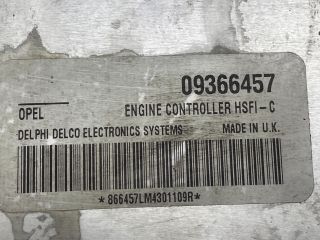 09366457
OPEL ENGINE CONTROLLER HSFI-C
DELPHI DELCO ELECTRONICS SYSTEMS MADE IN U.K.
*866457LM4301109R*